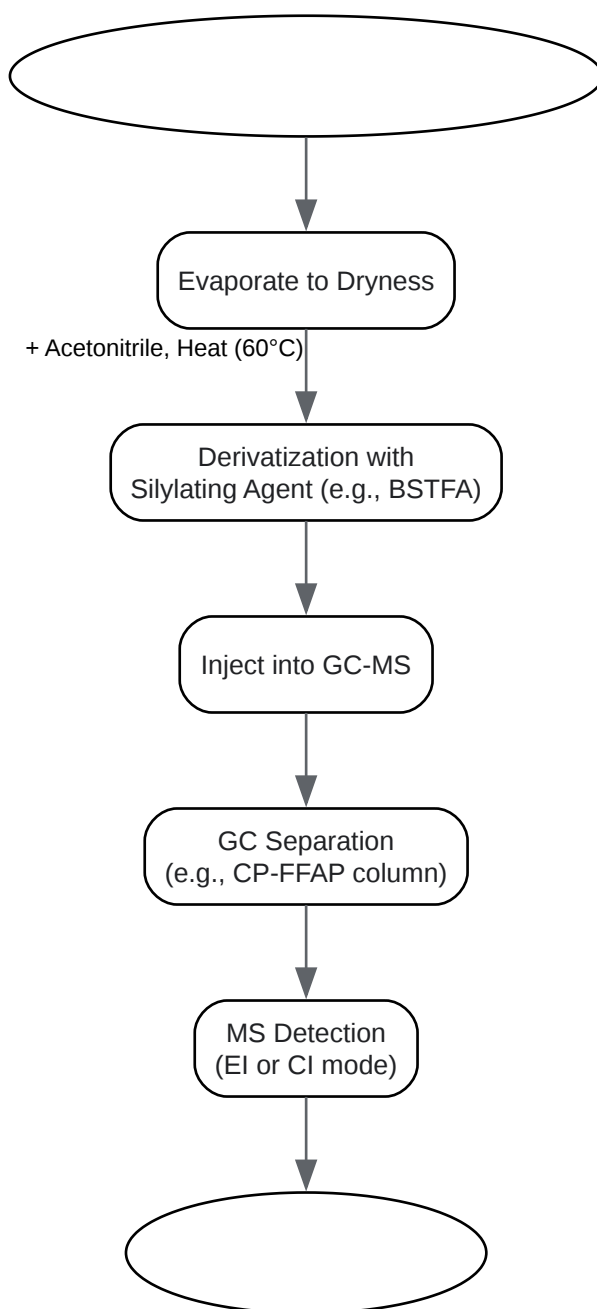 Evaporate to Dryness
+ Acetonitrile, Heat (60°C)
Derivatization with
Silylating Agent (e.g., BSTFA)
Inject into GC-MS
GC Separation
(e.g., CP-FFAP column)
MS Detection
(EI or CI mode)